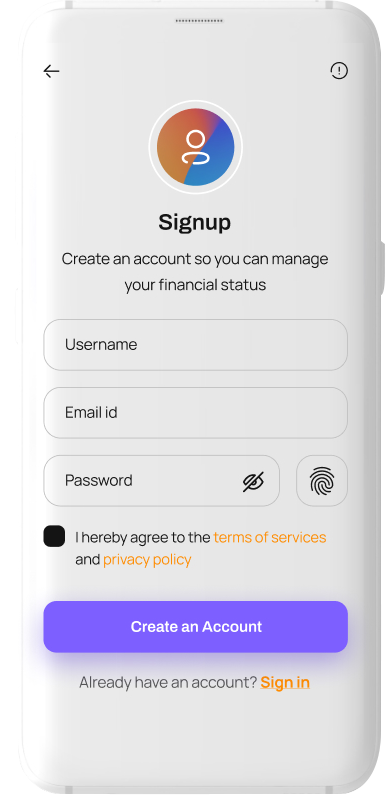 Signup
Create an account so you can manage
your financial status
Username
Email id
Password
I hereby agree to the terms of services
and privacy policy
Create an Account
Already have an account? Sign in